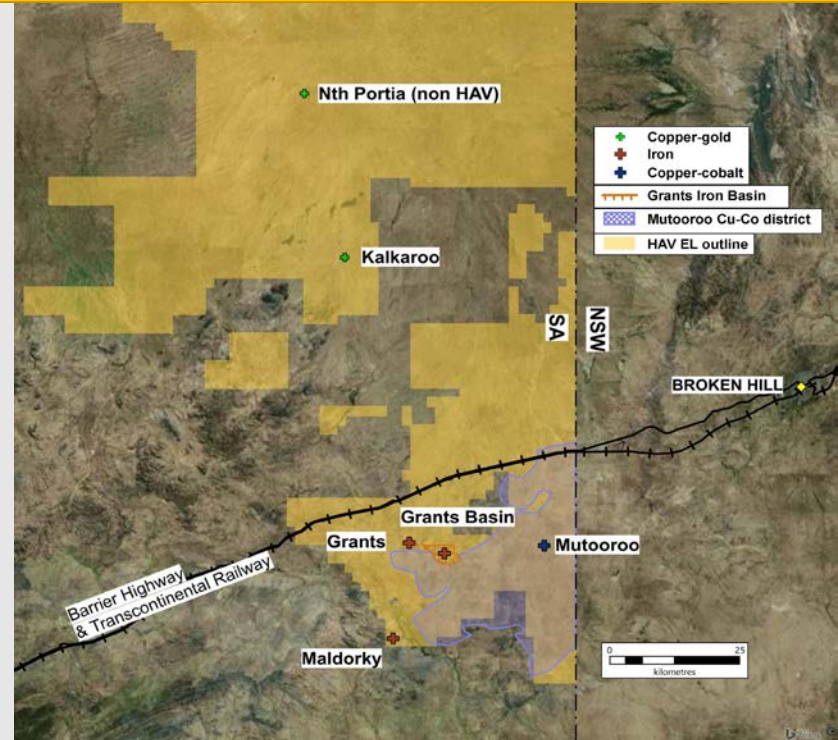 Nth Portia (non HAV)
Copper-gold
Iron
Copper-cobalt
Grants Iron Basin
Mutooroo Cu-Co district
HAV EL outline
Kalkaroo
SA
NSW
BROKEN HILL
Grants Basin
Grants
Mutooroo
Barrier Highway
& Transcontinental Railway
Maldorky
0
25
kilometres